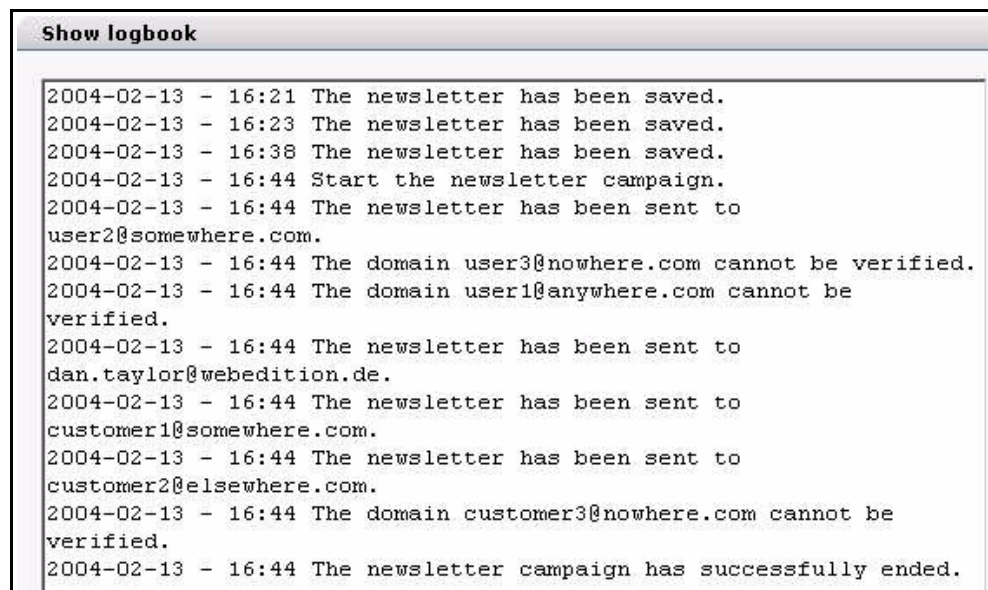 Show logbook
2004-02-13 - 16:21 The newsletter has been saved.
2004-02-13 - 16:23 The newsletter has been saved.
2004-02-13 - 16:38 The newsletter has been saved.
2004-02-13 - 16:44 Start the newsletter campaign.
2004-02-13 - 16:44 The newsletter has been sent to
user2@somewhere.com.
2004-02-13 - 16:44 The domain user3@nowhere.com cannot be verified.
2004-02-13 - 16:44 The domain user1@anywhere.com cannot be
verified.
2004-02-13 - 16:44 The newsletter has been sent to
dan.taylor@webedition.de.
2004-02-13 - 16:44 The newsletter has been sent to
customer1@somewhere.com.
2004-02-13 - 16:44 The newsletter has been sent to
customer2@elsewhere.com.
2004-02-13 - 16:44 The domain customer3@nowhere.com cannot be
verified.
2004-02-13 - 16:44 The newsletter campaign has successfully ended.